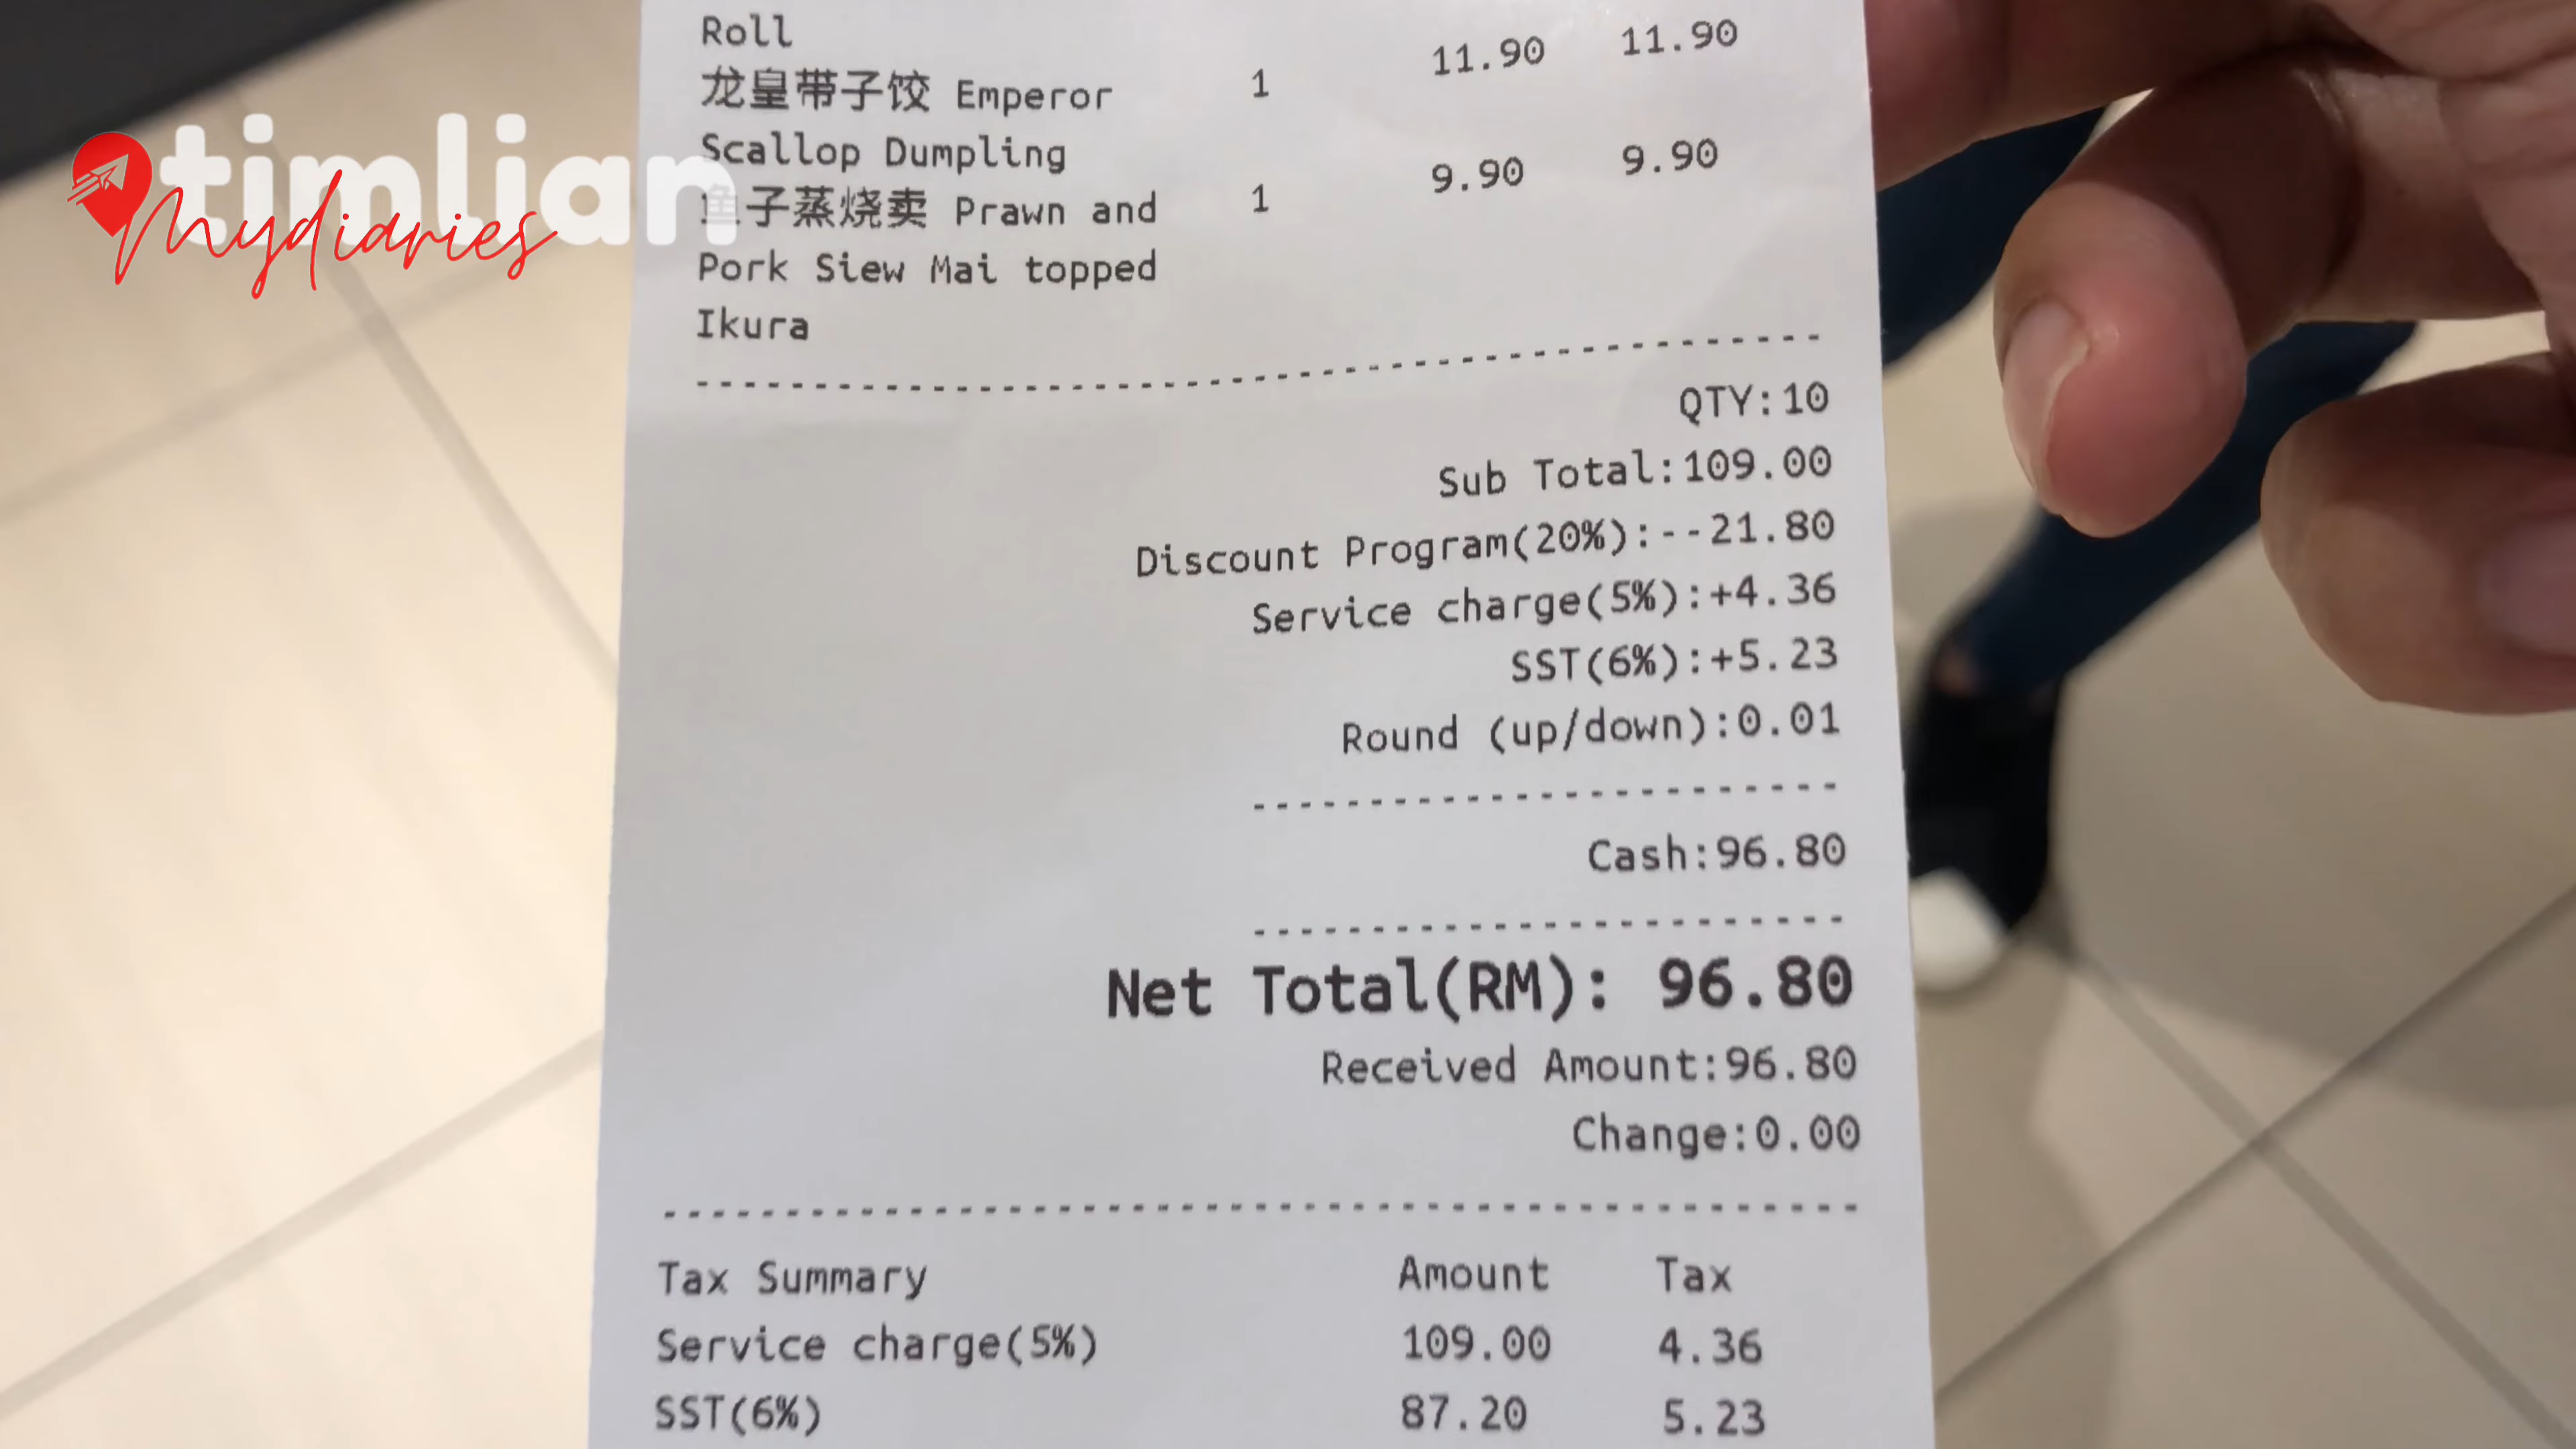 timlian
Mydiaries
Roll
龙皇带子饺 Emperor 1 11.90 11.90
Scallop Dumpling
鱼子蒸烧卖 Prawn and 1 9.90 9.90
Pork Siew Mai topped
Ikura
QTY:10
Sub Total:109.00
Discount Program(20%):--21.80
Service charge(5%):+4.36
SST(6%):+5.23
Round (up/down):0.01
Cash:96.80
Net Total(RM): 96.80
Received Amount:96.80
Change:0.00
Tax Summary Amount Tax
Service charge(5%) 109.00 4.36
SST(6%) 87.20 5.23